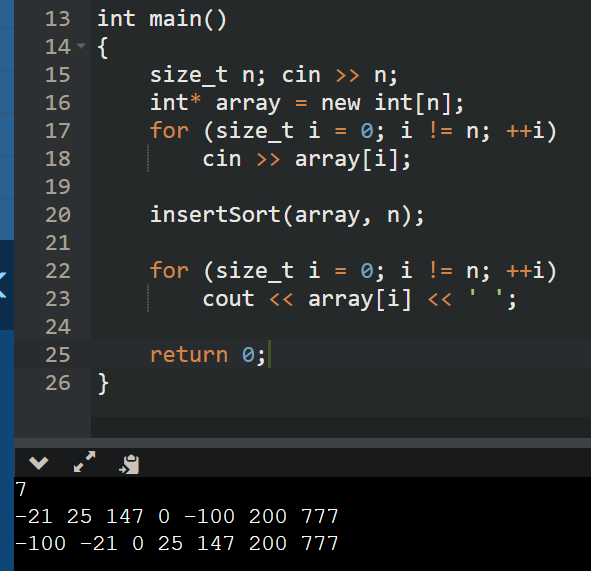 13 int main()
14 {
15 size_t n; cin >> n;
16 int* array = new int[n];
17 for (size_t i = 0; i != n; ++i)
18 cin >> array[i];
19
20 insertSort(array, n);
21
22 for (size_t i = 0; i != n; ++i)
23 cout << array[i] << ' ';
24
25 return 0;
26 }
7
-21 25 147 0 -100 200 777
-100 -21 0 25 147 200 777